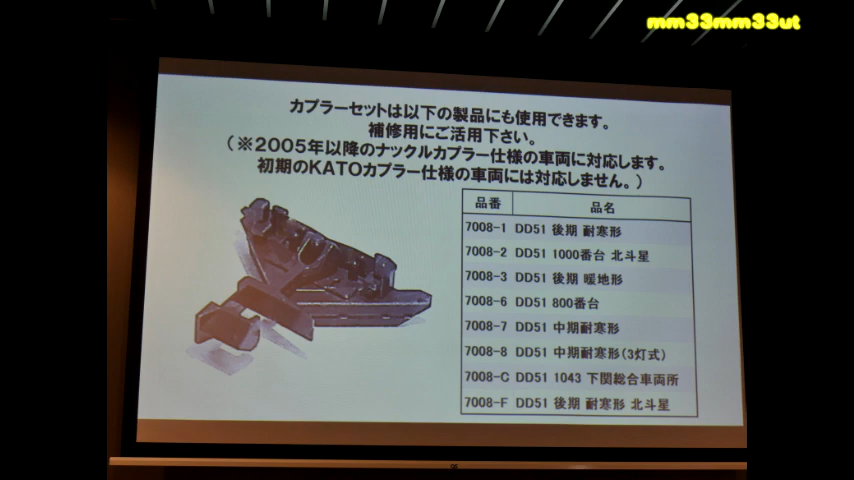 mm33mm33ut
カプラーセットは以下の製品にも使用できます。
補修用にご活用下さい。
(※2005年以降のナックルカプラー仕様の車両に対応します。
初期のKATOカプラー仕様の車両には対応しません。)
品番 品名
7008-1 DD51 後期 耐寒形
7008-2 DD51 1000番台 北斗星
7008-3 DD51 後期 暖地形
7008-6 DD51 800番台
7008-7 DD51 中期耐寒形
7008-8 DD51 中期耐寒形(3灯式)
7008-C DD51 1043 下関総合車両所
7008-F DD51 後期 耐寒形 北斗星